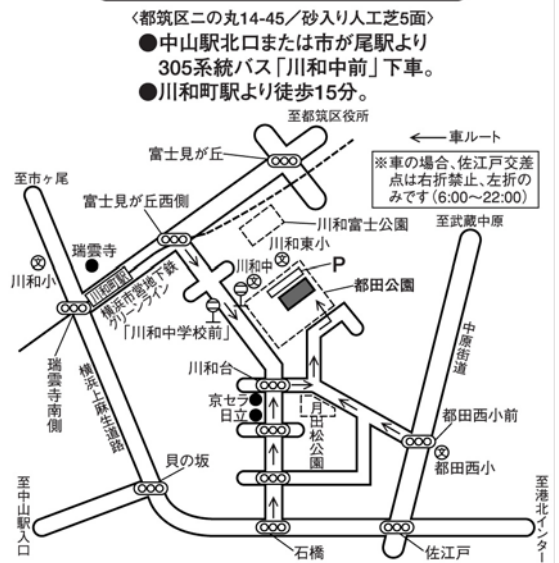 〈都筑区二の丸14-45／砂入り人工芝5面〉
●中山駅北口または市が尾駅より
305系統バス「川和中前」下車。
●川和町駅より徒歩15分。
至都筑区役所
←車ルート
富士見が丘
※車の場合、佐江戸交差
点は右折禁止、左折の
みです(6:00〜22:00)
至市ヶ尾
富士見が丘西側
川和富士公園
至武蔵中原
瑞雲寺
川和東小
文
川和小
文
川和町駅
川和中
文
文
P
都田公園
横浜市営地下鉄
グリーンライン
「川和中学校前」
中原街道
瑞雲寺南側
横浜上麻生道路
川和台
京セラ
日立
月出松公園
都田西小前
文
都田西小
貝の坂
至中山駅入口
至港北インター
石橋
佐江戸